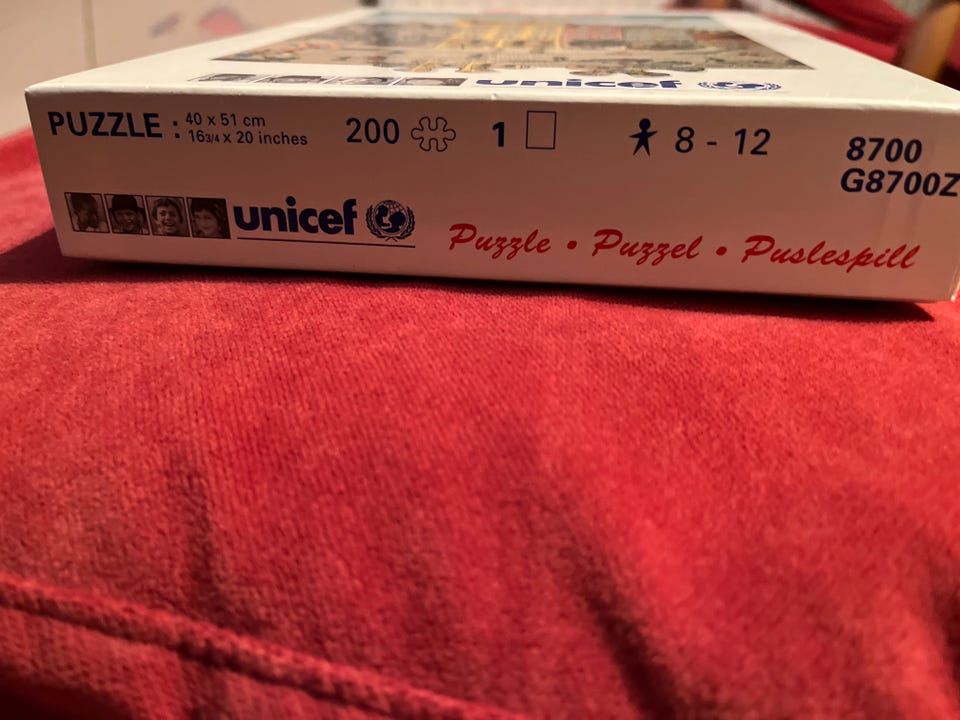 unicef
PUZZLE : 40 x 51 cm
16 3/4 x 20 inches
200
1
8 - 12
8700
G8700Z
unicef
Puzzle • Puzzel • Puslespill